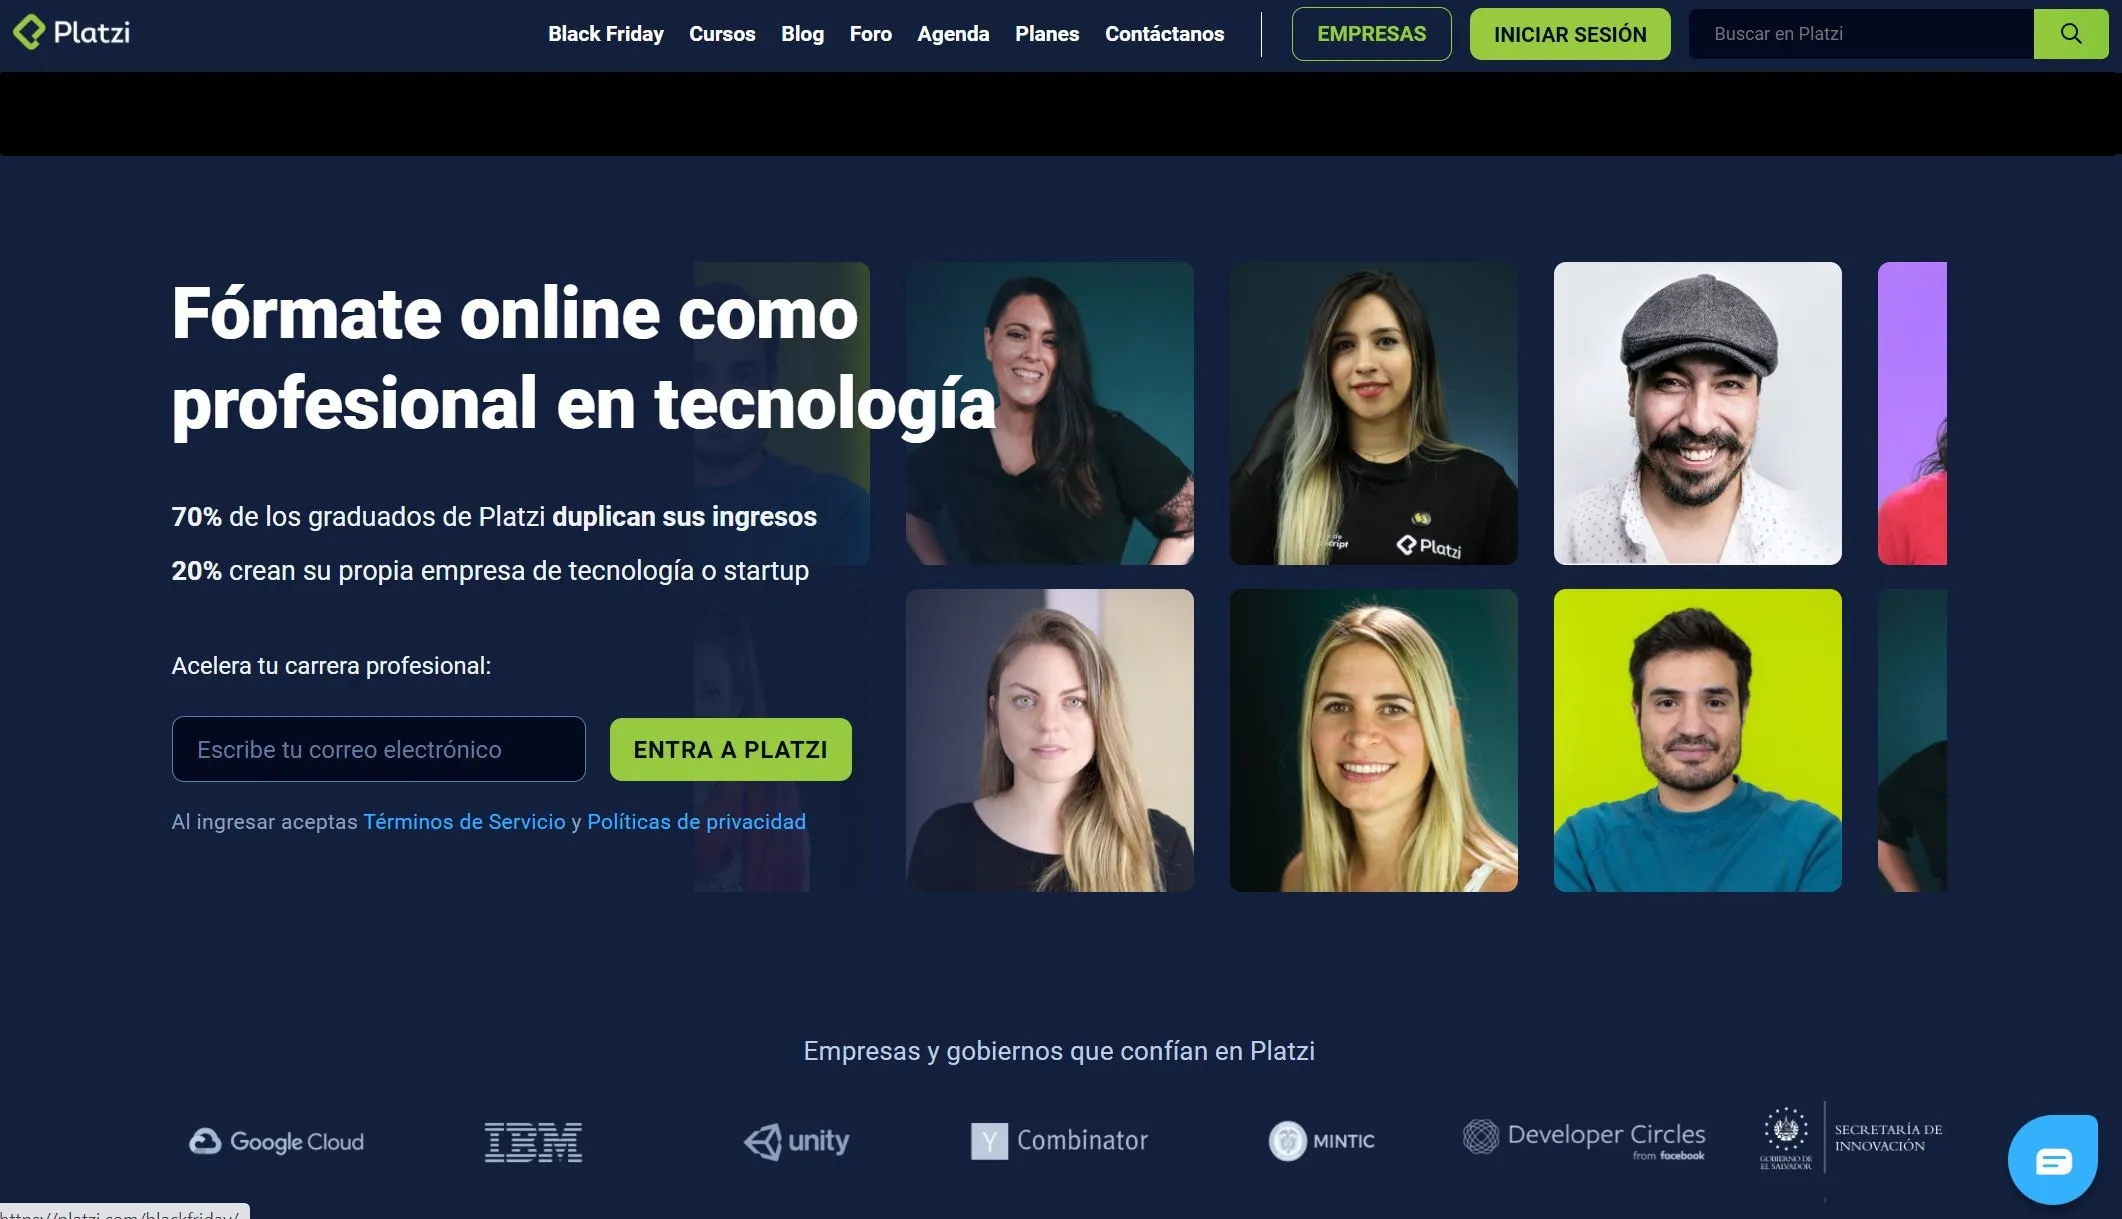 Platzi
Black Friday Cursos Blog Foro Agenda Planes Contáctanos
EMPRESAS
INICIAR SESIÓN
Buscar en Platzi
Fórmate online como
profesional en tecnología
70% de los graduados de Platzi duplican sus ingresos
20% crean su propia empresa de tecnología o startup
Acelera tu carrera profesional:
Escribe tu correo electrónico
ENTRA A PLATZI
Al ingresar aceptas Términos de Servicio y Políticas de privacidad
Platzi
Empresas y gobiernos que confían en Platzi
Google Cloud
IBM
unity
Y Combinator
MINTIC
Developer Circles
from facebook
GOBIERNO DE
EL SALVADOR
SECRETARÍA DE
INNOVACIÓN
https://platzi.com/blackfriday/